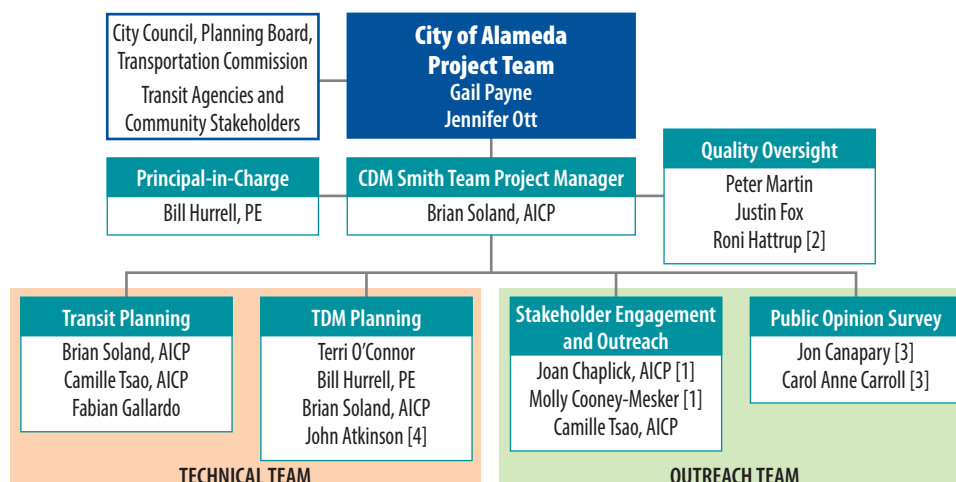 City Council, Planning Board,
Transportation Commission
Transit Agencies and
Community Stakeholders
City of Alameda
Project Team
Gail Payne
Jennifer Ott
Principal-in-Charge
Bill Hurrell, PE
CDM Smith Team Project Manager
Brian Soland, AICP
Quality Oversight
Peter Martin
Justin Fox
Roni Hattrup [2]
Transit Planning
Brian Soland, AICP
Camille Tsao, AICP
Fabian Gallardo
TDM Planning
Terri O’Connor
Bill Hurrell, PE
Brian Soland, AICP
John Atkinson [4]
TECHNICAL TEAM
Stakeholder Engagement
and Outreach
Joan Chaplick, AICP [1]
Molly Cooney-Mesker [1]
Camille Tsao, AICP
Public Opinion Survey
Jon Canapary [3]
Carol Anne Carroll [3]
OUTREACH TEAM